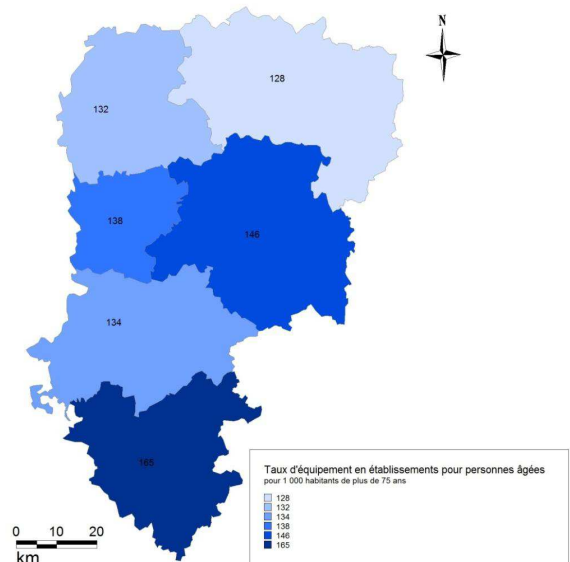 N
128
132
138
146
134
165
Taux d'équipement en établissements pour personnes âgées
pour 1 000 habitants de plus de 75 ans
128
132
134
138
146
165
0 10 20
km